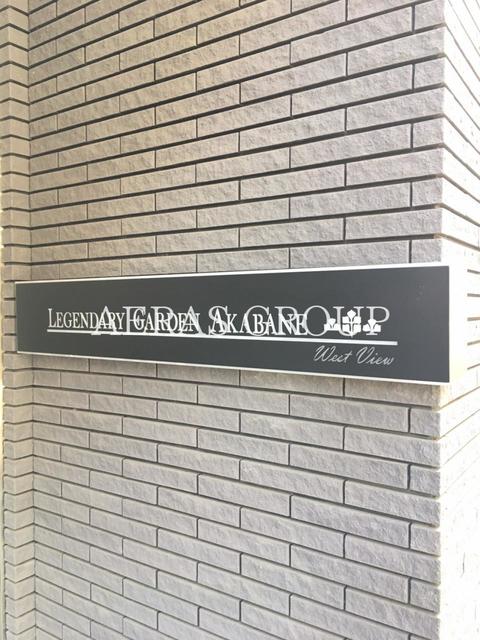 LEGENDARY GARDEN AKABANE
AERAS GROUP
West View